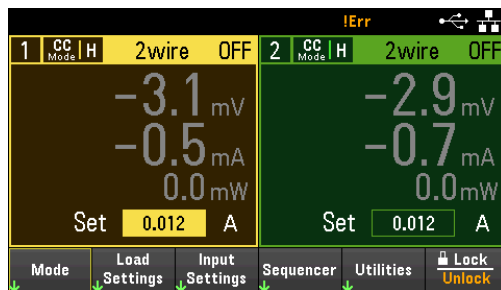 !Err
1 CC Mode H 2wire OFF
-3.1 mV
-0.5 mA
0.0 mW
Set 0.012 A
2 CC Mode H 2wire OFF
-2.9 mV
-0.7 mA
0.0 mW
Set 0.012 A
Mode
Load Settings
Input Settings
Sequencer
Utilities
Lock
Unlock